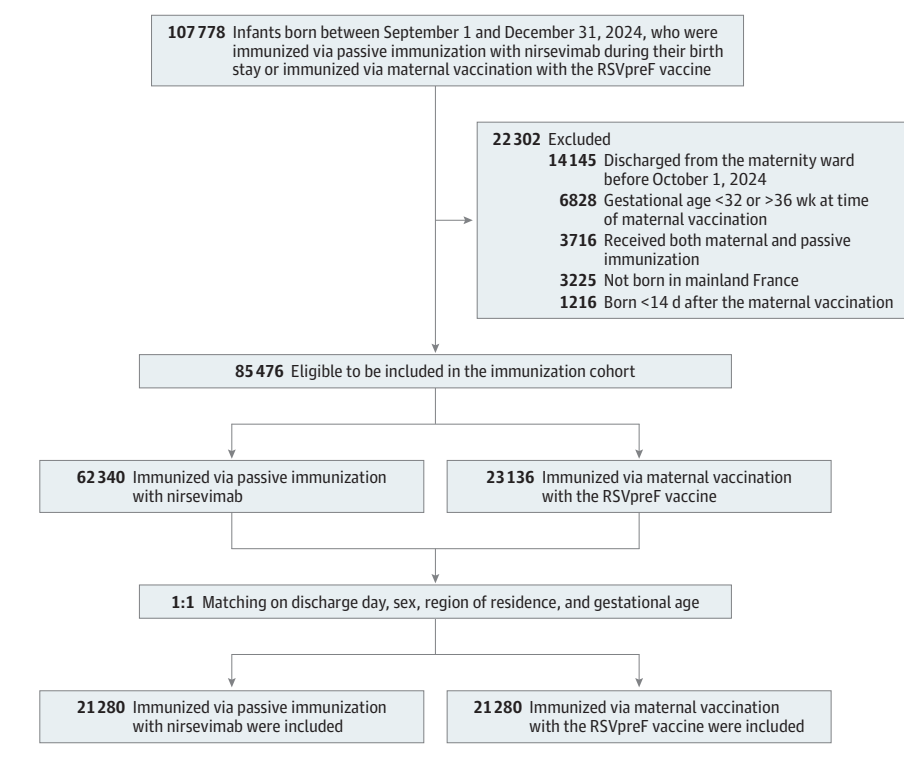 107 778 Infants born between September 1 and December 31, 2024, who were
immunized via passive immunization with nirsevimab during their birth
stay or immunized via maternal vaccination with the RSVpreF vaccine
22 302 Excluded
14 145 Discharged from the maternity ward
before October 1, 2024
6828 Gestational age <32 or >36 wk at time
of maternal vaccination
3716 Received both maternal and passive
immunization
3225 Not born in mainland France
1216 Born <14 d after the maternal vaccination
85 476 Eligible to be included in the immunization cohort
62 340 Immunized via passive immunization
with nirsevimab
23 136 Immunized via maternal vaccination
with the RSVpreF vaccine
1:1 Matching on discharge day, sex, region of residence, and gestational age
21 280 Immunized via passive immunization
with nirsevimab were included
21 280 Immunized via maternal vaccination
with the RSVpreF vaccine were included